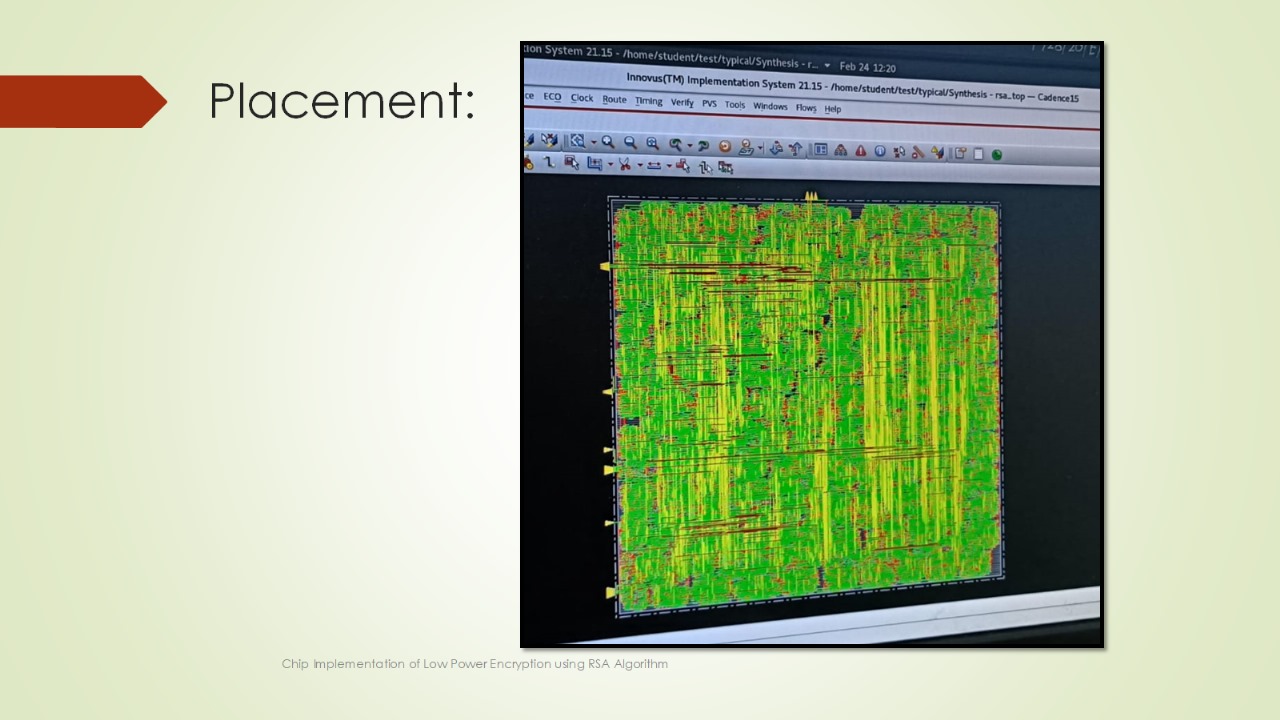 Placement:
ion System 21.15 - /home/student/test/typical/Synthesis - r... Feb 24 12:20
Innovus(TM) Implementation System 21.15 - /home/student/test/typical/Synthesis - rsa_top — Cadence15
ce ECO Clock Route Timing Verify PVS Tools Windows Flows Help
Chip Implementation of Low Power Encryption using RSA Algorithm